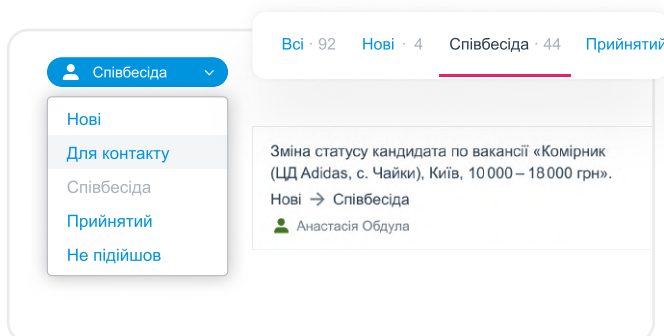 Всі · 92 Нові · 4 Співбесіда · 44 Прийнятий
Співбесіда
Нові
Для контакту
Співбесіда
Прийнятий
Не підійшов
Зміна статусу кандидата по вакансії «Комірник
(ЦД Adidas, с. Чайки), Київ, 10 000 – 18 000 грн».
Нові → Співбесіда
Анастасія Обдула